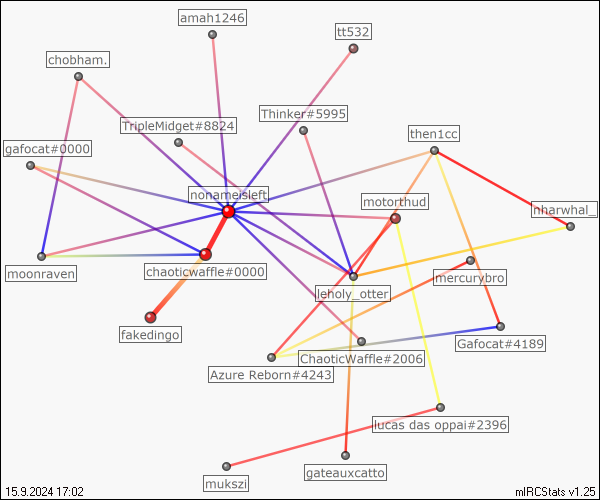 amah1246
tt532
chobham.
Thinker#5995
TripleMidget#8824
then1cc
gafocat#0000
nonameisleft
motorthud
nharwhal_
moonraven
chaoticwaffle#0000
mercurybro
leholy_otter
fakedingo
Gafocat#4189
ChaoticWaffle#2006
Azure Reborn#4243
lucas das oppai#2396
gateauxcatto
mukszi
15.9.2024 17:02
mIRCStats v1.25